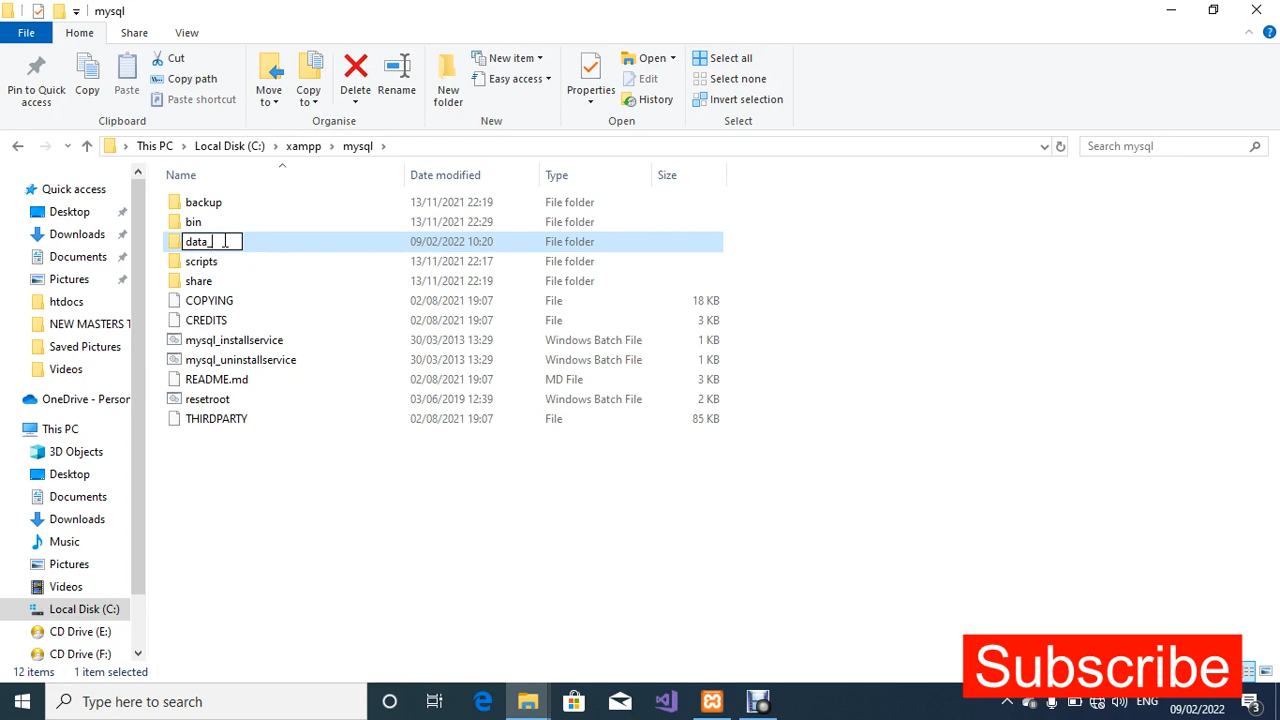 mysql
File Home Share View
Pin to Quick access
Copy
Paste
Cut
Copy path
Paste shortcut
Clipboard
Move to
Copy to
Delete
Rename
Organise
New folder
New item
Easy access
New
Properties
Open
Edit
History
Open
Select all
Select none
Invert selection
Select
This PC Local Disk (C:) xampp mysql
Search mysql
Quick access
Desktop
Downloads
Documents
Pictures
htdocs
NEW MASTERS T
Saved Pictures
Videos
OneDrive - Person
This PC
3D Objects
Desktop
Documents
Downloads
Music
Pictures
Videos
Local Disk (C:)
CD Drive (E:)
CD Drive (F:)
Name Date modified Type Size
backup 13/11/2021 22:19 File folder
bin 13/11/2021 22:29 File folder
data_ 09/02/2022 10:20 File folder
scripts 13/11/2021 22:17 File folder
share 13/11/2021 22:19 File folder
COPYING 02/08/2021 19:07 File 18 KB
CREDITS 02/08/2021 19:07 File 3 KB
mysql_installservice 30/03/2013 13:29 Windows Batch File 1 KB
mysql_uninstallservice 30/03/2013 13:29 Windows Batch File 1 KB
README.md 02/08/2021 19:07 MD File 3 KB
resetroot 03/06/2019 12:39 Windows Batch File 2 KB
THIRDPARTY 02/08/2021 19:07 File 85 KB
12 items 1 item selected
Subscribe
Type here to search
ENG
10:20
09/02/2022
3